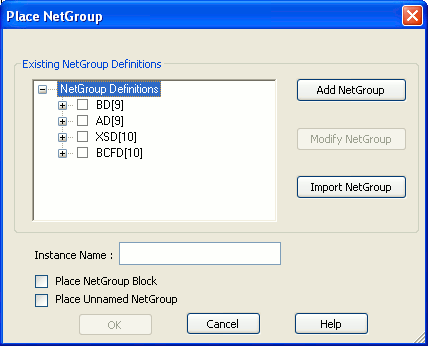 Place NetGroup
Existing NetGroup Definitions
NetGroup Definitions
BD[9]
AD[9]
XSD[10]
BCFD[10]
Add NetGroup
Modify NetGroup
Import NetGroup
Instance Name :
Place NetGroup Block
Place Unnamed NetGroup
OK
Cancel
Help